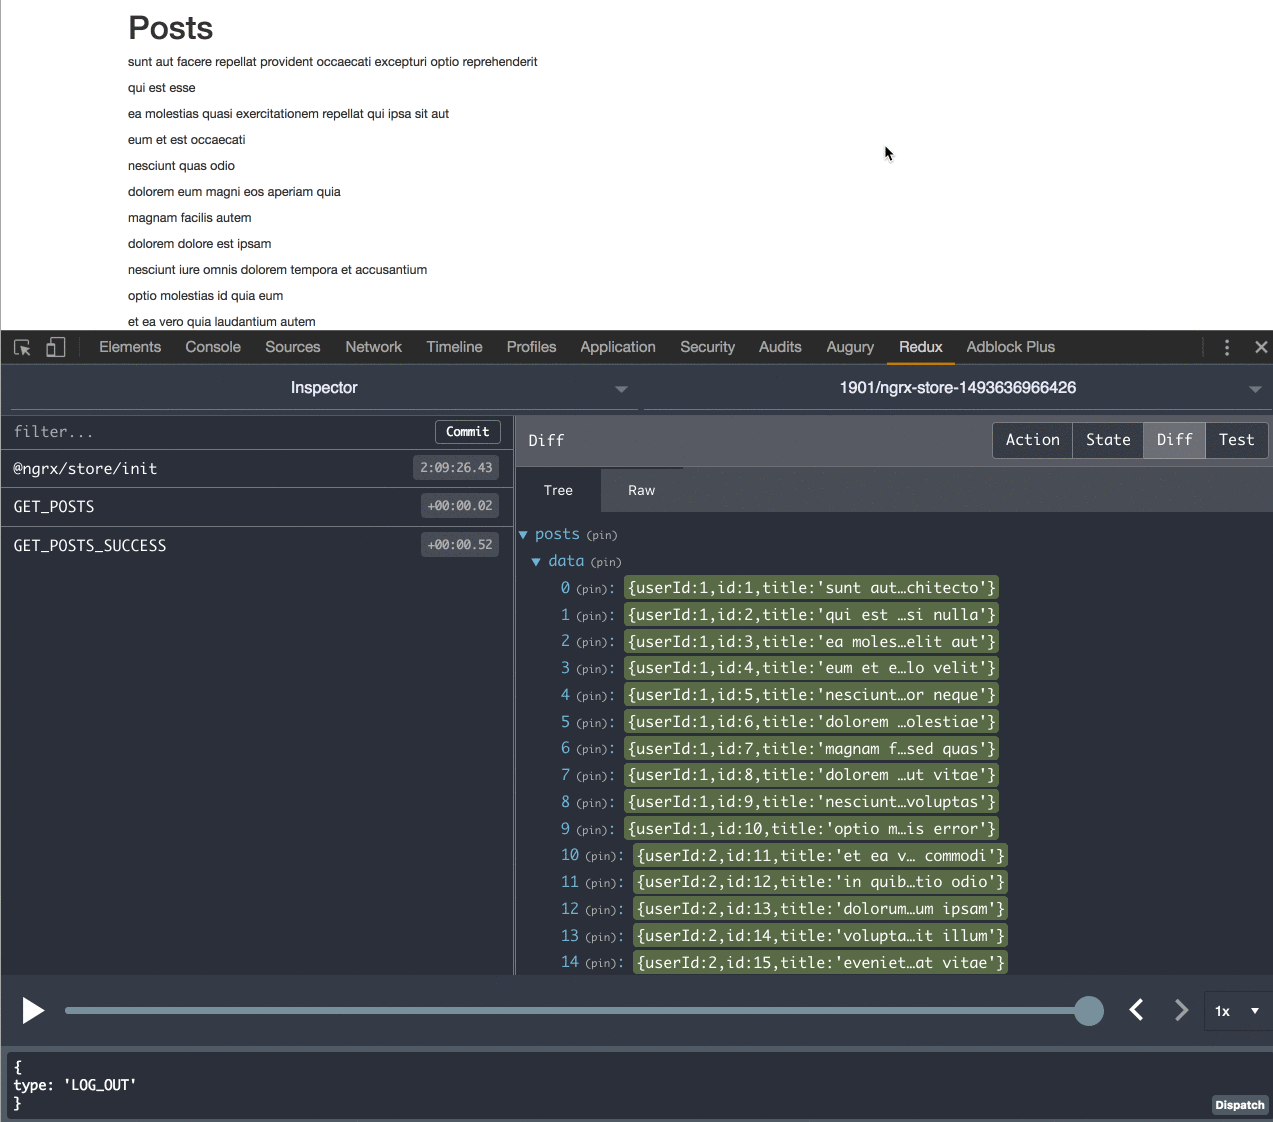 Posts
sunt aut facere repellat provident occaecati excepturi optio reprehenderit
qui est esse
ea molestias quasi exercitationem repellat qui ipsa sit aut
eum et est occaecati
nesciunt quas odio
dolorem eum magni eos aperiam quia
magnam facilis autem
dolorem dolore est ipsam
nesciunt iure omnis dolorem tempora et accusantium
optio molestias id quia eum
et ea vero quia laudantium autem
Elements Console Sources Network Timeline Profiles Application Security Audits Augury Redux Adblock Plus
Inspector 1901/ngrx-store-1493636966426
filter... Commit
@ngrx/store/init 2:09:26.43
GET_POSTS +00:00.02
GET_POSTS_SUCCESS +00:00.52
Diff Action State Diff Test
Tree Raw
posts (pin)
data (pin)
0 (pin): {userId:1,id:1,title:'sunt aut…chitecto'}
1 (pin): {userId:1,id:2,title:'qui est …si nulla'}
2 (pin): {userId:1,id:3,title:'ea moles…elit aut'}
3 (pin): {userId:1,id:4,title:'eum et e…lo velit'}
4 (pin): {userId:1,id:5,title:'nesciunt…or neque'}
5 (pin): {userId:1,id:6,title:'dolorem …olestiae'}
6 (pin): {userId:1,id:7,title:'magnam f…sed quas'}
7 (pin): {userId:1,id:8,title:'dolorem …ut vitae'}
8 (pin): {userId:1,id:9,title:'nesciunt…voluptas'}
9 (pin): {userId:1,id:10,title:'optio m…is error'}
10 (pin): {userId:2,id:11,title:'et ea v… commodi'}
11 (pin): {userId:2,id:12,title:'in quib…tio odio'}
12 (pin): {userId:2,id:13,title:'dolorum…um ipsam'}
13 (pin): {userId:2,id:14,title:'volupta…it illum'}
14 (pin): {userId:2,id:15,title:'eveniet…at vitae'}
1x
{
type: 'LOG_OUT'
}
Dispatch